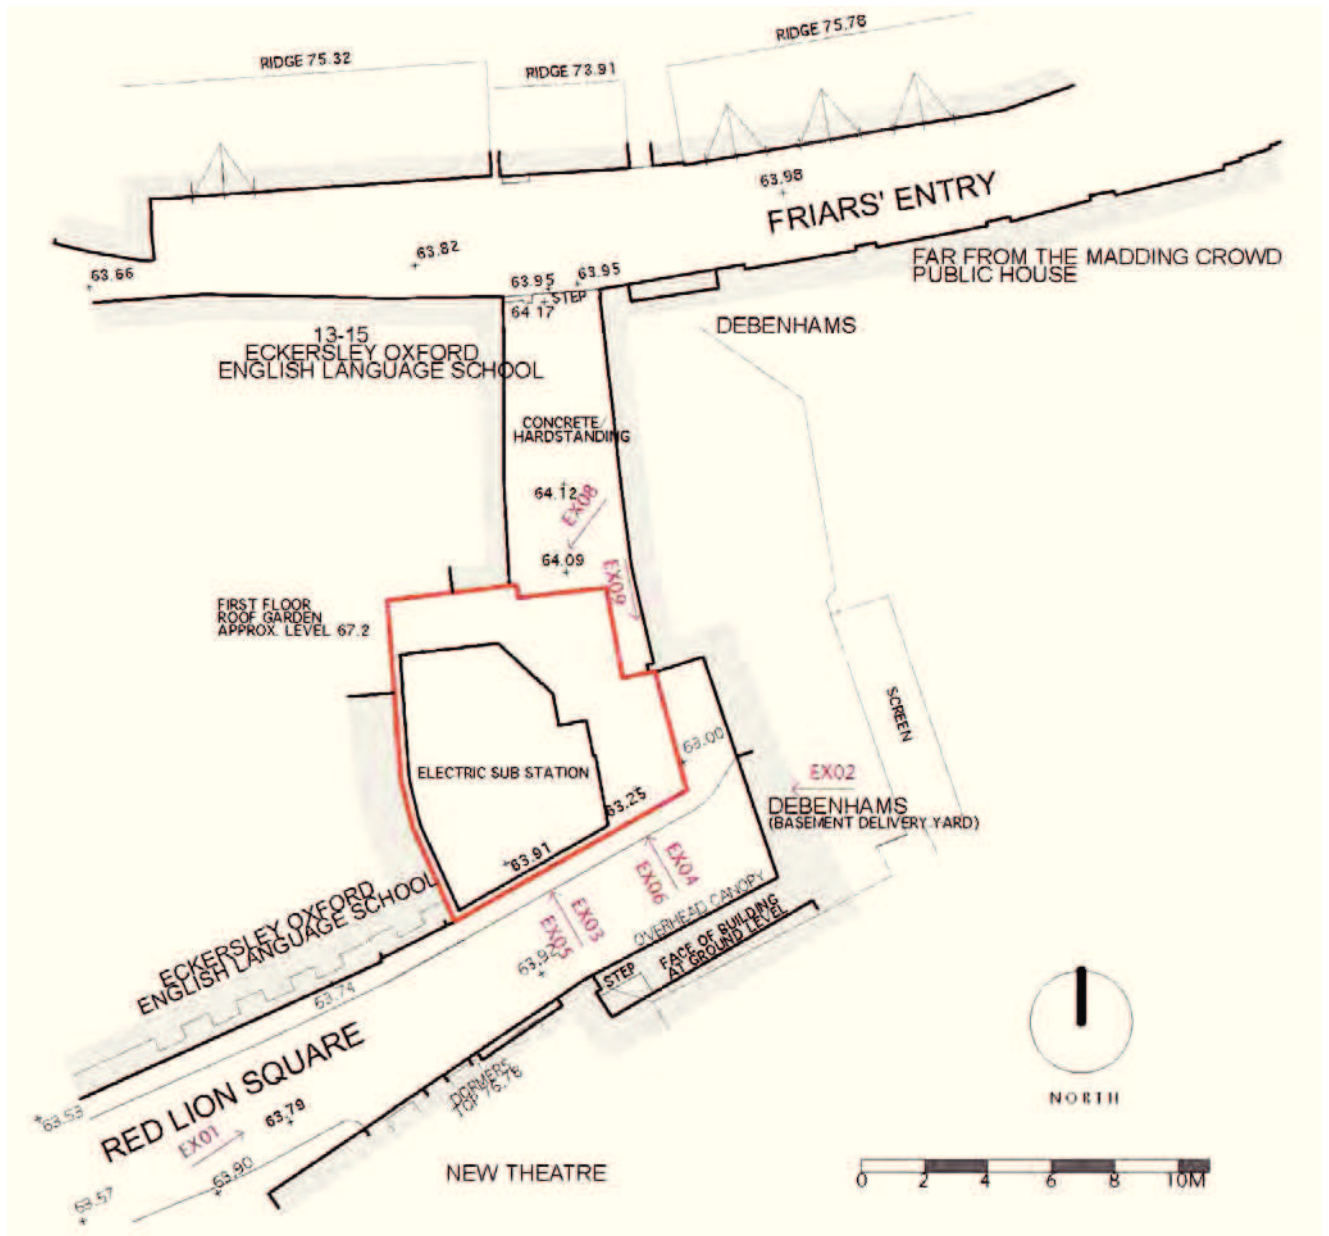 RIDGE 75.32
RIDGE 73.91
RIDGE 75.78
63.98
FRIARS' ENTRY
63.82
63.66
63.95
63.95
STEP
64.17
FAR FROM THE MADDING CROWD
PUBLIC HOUSE
DEBENHAMS
13-15
ECKERSLEY OXFORD
ENGLISH LANGUAGE SCHOOL
CONCRETE/
HARDSTANDING
64.12
EX08
64.09
EX09
FIRST FLOOR
ROOF GARDEN
APPROX. LEVEL 67.2
SCREEN
63.00
ELECTRIC SUB STATION
EX02
63.25
DEBENHAMS
(BASEMENT DELIVERY YARD)
63.91
EX04
EX06
OVERHEAD CANOPY
FACE OF BUILDING
AT GROUND LEVEL
ECKERSLEY OXFORD
ENGLISH LANGUAGE SCHOOL
EX03
EX05
63.92
STEP
63.74
RED LION SQUARE
DORMERS
TOP 75.76
63.53
63.79
EX01
63.90
63.57
NEW THEATRE
NORTH
0 2 4 6 8 10M